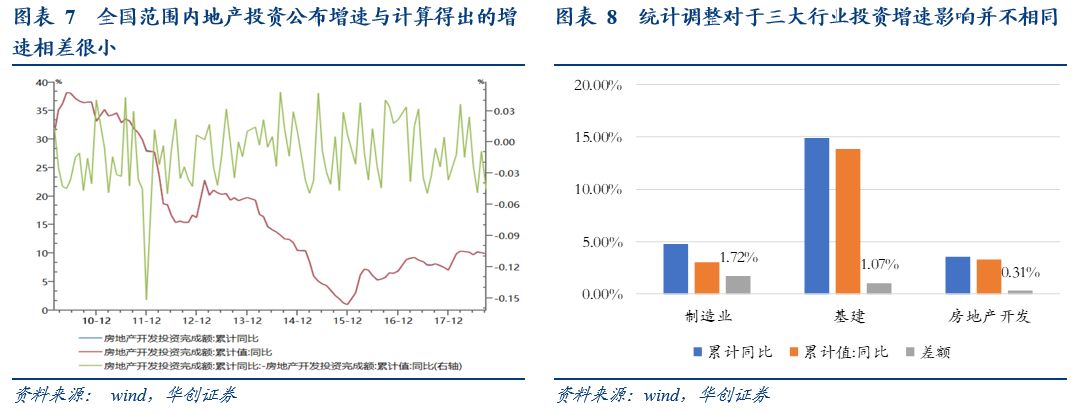 图表 7 全国范围内地产投资公布增速与计算得出的增
速相差很小
%
%
40
35
30
25
20
15
10
5
0
0.03
0.00
-0.03
-0.06
-0.09
-0.12
-0.15
10-12
11-12
12-12
13-12
14-12
15-12
16-12
17-12
房地产开发投资完成额:累计同比
房地产开发投资完成额:累计值:同比
房地产开发投资完成额:累计同比:-房地产开发投资完成额:累计值:同比(右轴)
资料来源： wind，华创证券
图表 8 统计调整对于三大行业投资增速影响并不相同
20.00%
15.00%
10.00%
5.00%
0.00%
1.72%
1.07%
0.31%
制造业
基建
房地产开发
累计同比
累计值:同比
差额
资料来源：wind，华创证券